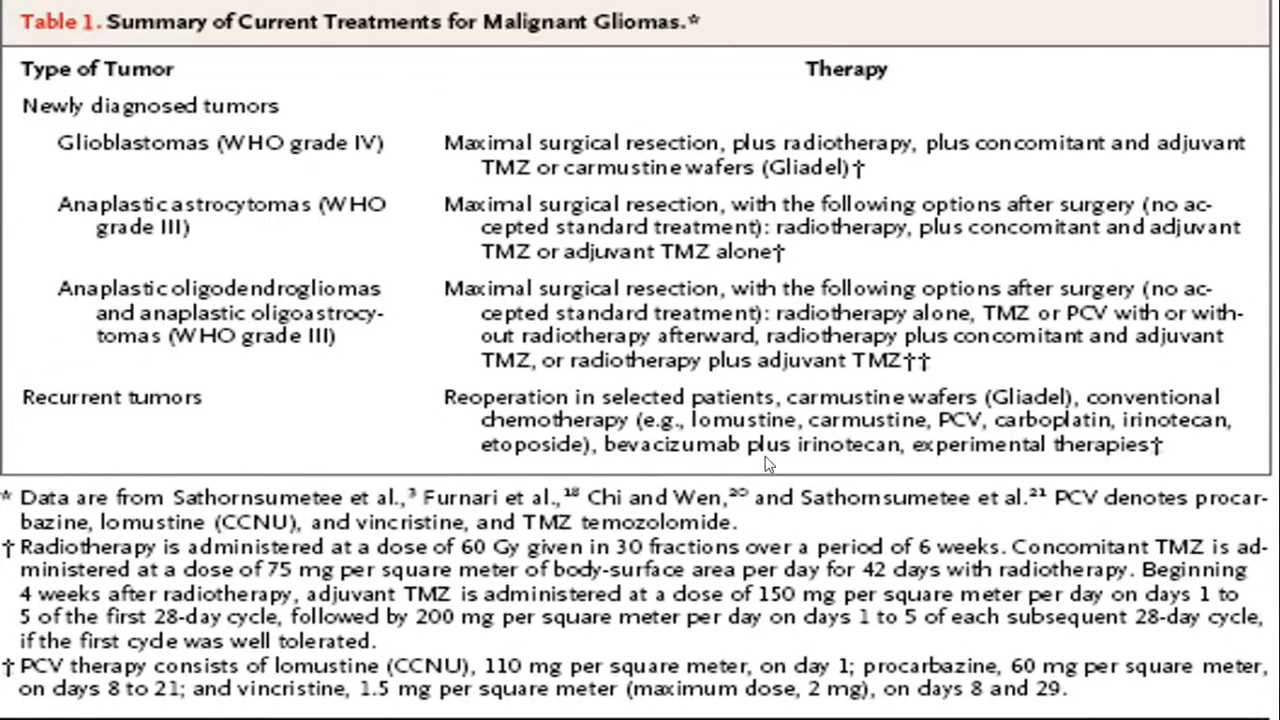 Table 1. Summary of Current Treatments for Malignant Gliomas.*
Type of Tumor Therapy
Newly diagnosed tumors
Glioblastomas (WHO grade IV) Maximal surgical resection, plus radiotherapy, plus concomitant and adjuvant
TMZ or carmustine wafers (Gliadel)†
Anaplastic astrocytomas (WHO Maximal surgical resection, with the following options after surgery (no ac-
grade III) cepted standard treatment): radiotherapy, plus concomitant and adjuvant
TMZ or adjuvant TMZ alone†
Anaplastic oligodendrogliomas Maximal surgical resection, with the following options after surgery (no ac-
and anaplastic oligoastrocy- cepted standard treatment): radiotherapy alone, TMZ or PCV with or with-
tomas (WHO grade III) out radiotherapy afterward, radiotherapy plus concomitant and adjuvant
TMZ, or radiotherapy plus adjuvant TMZ††
Recurrent tumors Reoperation in selected patients, carmustine wafers (Gliadel), conventional
chemotherapy (e.g., lomustine, carmustine, PCV, carboplatin, irinotecan,
etoposide), bevacizumab plus irinotecan, experimental therapies†
* Data are from Sathornsumetee et al.,³ Furnari et al.,¹⁸ Chi and Wen,²⁰ and Sathornsumetee et al.²¹ PCV denotes procar-
bazine, lomustine (CCNU), and vincristine, and TMZ temozolomide.
† Radiotherapy is administered at a dose of 60 Gy given in 30 fractions over a period of 6 weeks. Concomitant TMZ is ad-
ministered at a dose of 75 mg per square meter of body-surface area per day for 42 days with radiotherapy. Beginning
4 weeks after radiotherapy, adjuvant TMZ is administered at a dose of 150 mg per square meter per day on days 1 to
5 of the first 28-day cycle, followed by 200 mg per square meter per day on days 1 to 5 of each subsequent 28-day cycle,
if the first cycle was well tolerated.
† PCV therapy consists of lomustine (CCNU), 110 mg per square meter, on day 1; procarbazine, 60 mg per square meter,
on days 8 to 21; and vincristine, 1.5 mg per square meter (maximum dose, 2 mg), on days 8 and 29.